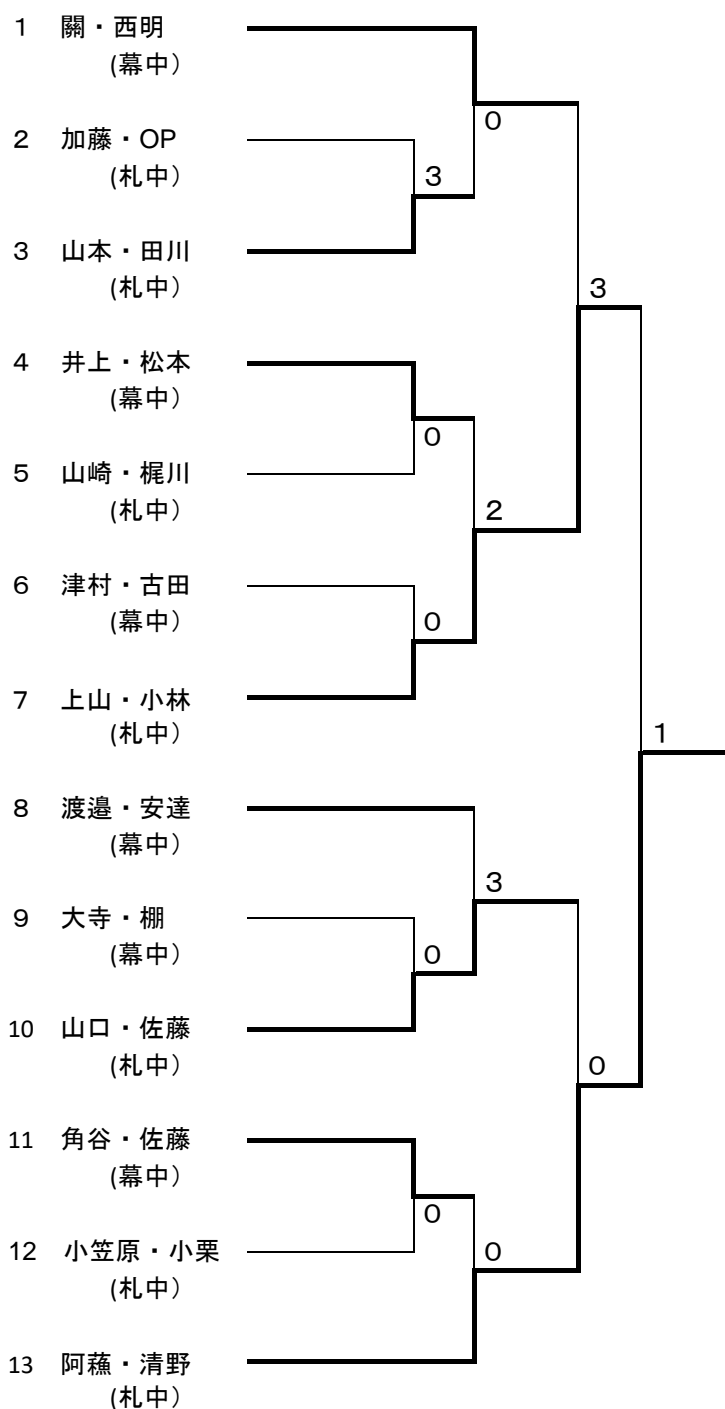 1 關・西明
(幕中）
0
2 加藤・OP
(札中）
3
3 山本・田川
(札中）
3
4 井上・松本
(幕中）
0
5 山崎・梶川
(札中）
2
6 津村・古田
(幕中）
0
7 上山・小林
(札中）
1
8 渡邉・安達
(幕中）
3
9 大寺・棚
(幕中）
0
10 山口・佐藤
(札中）
0
11 角谷・佐藤
(幕中）
0
12 小笠原・小栗
(札中）
0
13 阿蕬・清野
(札中）